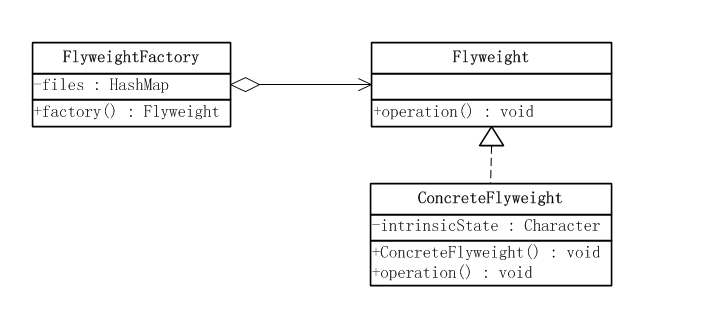 FlyweightFactory
-files : HashMap
+factory() : Flyweight
Flyweight
+operation() : void
ConcreteFlyweight
-intrinsicState : Character
+ConcreteFlyweight() : void
+operation() : void